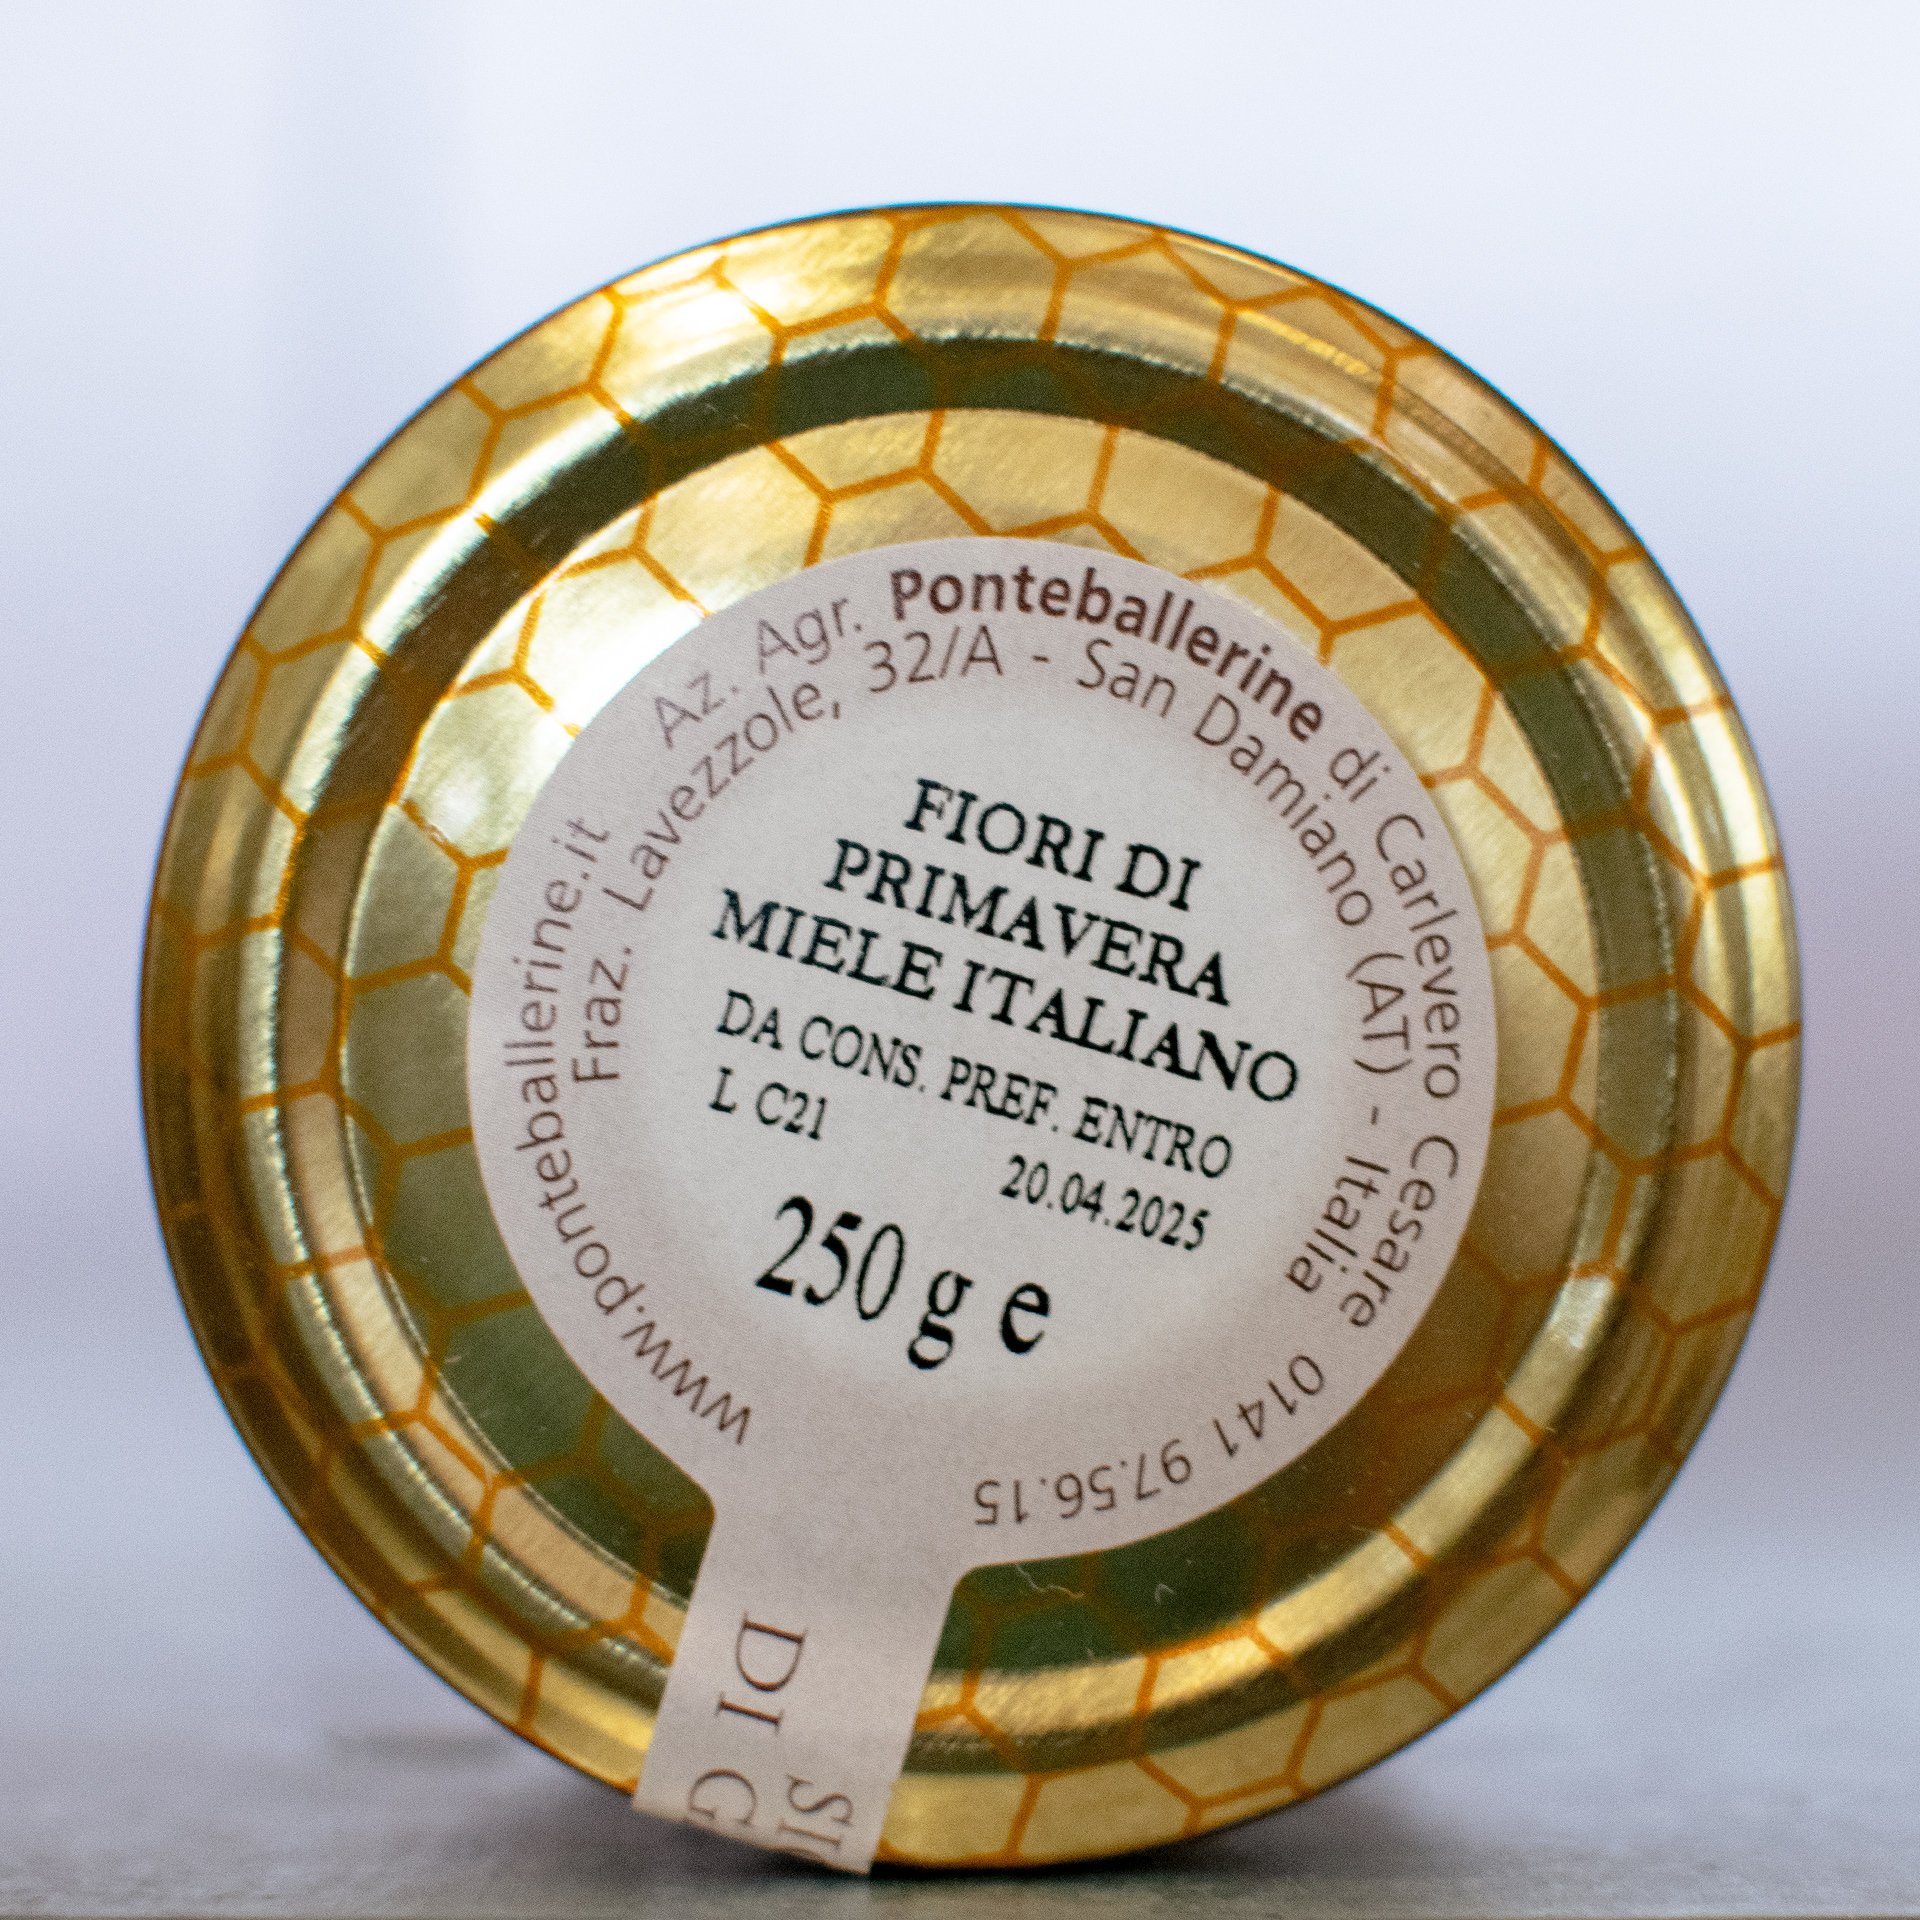 Az. Agr. Ponteballerine di Carlevero Cesare 0141 97.56.15
www.ponteballerine.it
Fraz. Lavezzole, 32/A - San Damiano (AT) - Italia
FIORI DI
PRIMAVERA
MIELE ITALIANO
DA CONS. PREF. ENTRO
L C21
20.04.2025
250 g e
DI